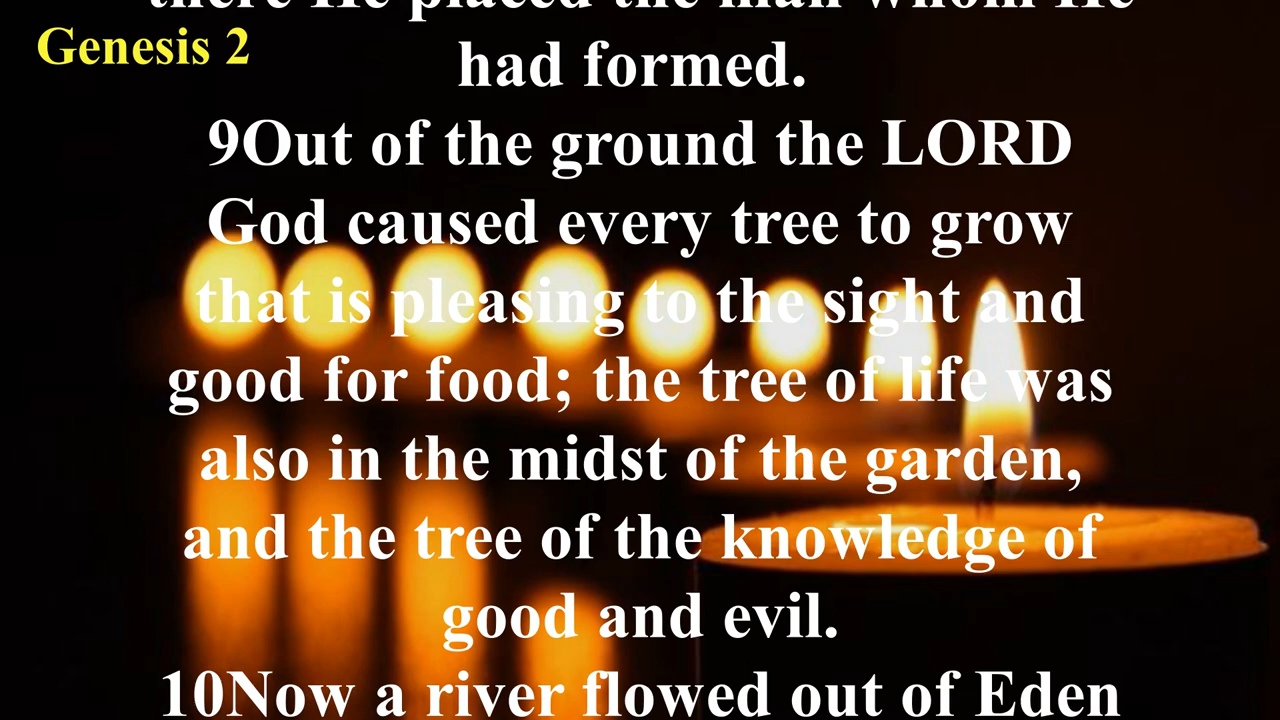 there He placed the man whom He
Genesis 2
had formed.
9Out of the ground the LORD
God caused every tree to grow
that is pleasing to the sight and
good for food; the tree of life was
also in the midst of the garden,
and the tree of the knowledge of
good and evil.
10Now a river flowed out of Eden